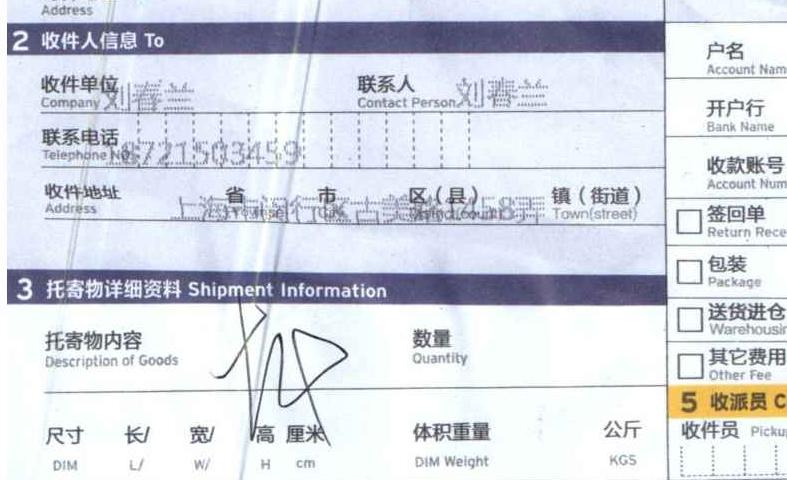 Address
2 收件人信息 To
收件单位 刘春兰 联系人 刘春兰
Company Contact Person
户名
Account Nam
联系电话 18721503459
Telephone No.
开户行
Bank Name
收款账号
Account Num
收件地址 省 市 区（县） 镇（街道）
Address 上海市闵行区古美 458弄 Town(street)
签回单
Return Rece
包装
Package
3 托寄物详细资料 Shipment Information
送货进仓
Warehousin
托寄物内容 数量
Description of Goods Quantity
其它费用
Other Fee
5 收派员 C
尺寸 长/ 宽/ 高 厘米 体积重量 公斤
DIM L/ W/ H cm DIM Weight KGS
收件员 Pickup